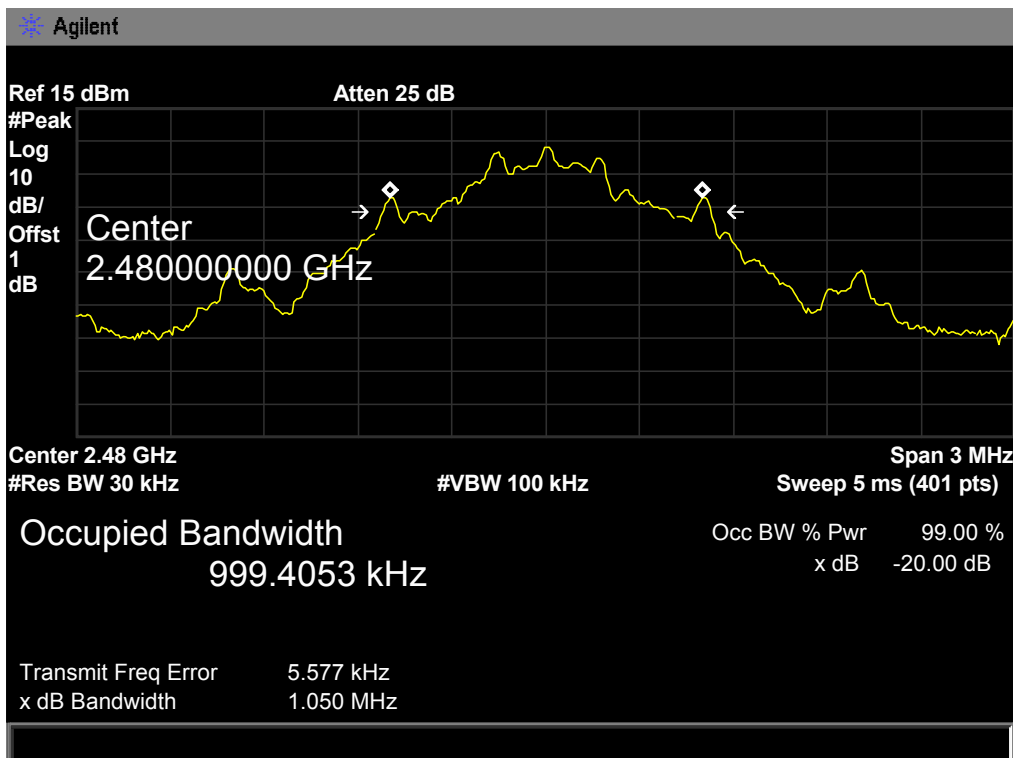 Agilent
Ref 15 dBm Atten 25 dB
#Peak
Log
10
dB/
Offst
1
dB
Center
2.480000000 GHz
Center 2.48 GHz Span 3 MHz
#Res BW 30 kHz #VBW 100 kHz Sweep 5 ms (401 pts)
Occupied Bandwidth Occ BW % Pwr 99.00 %
999.4053 kHz x dB -20.00 dB
Transmit Freq Error 5.577 kHz
x dB Bandwidth 1.050 MHz